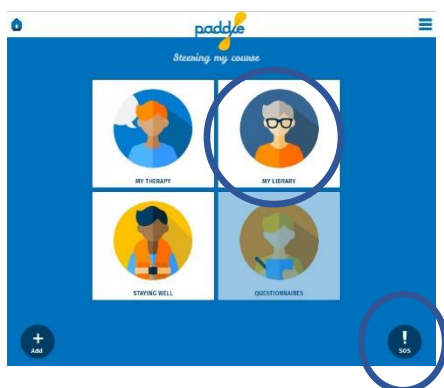 paddle
Steering my course
MY THERAPY
MY LIBRARY
STAYING WELL
QUESTIONNAIRES
+
Add
!
SOS